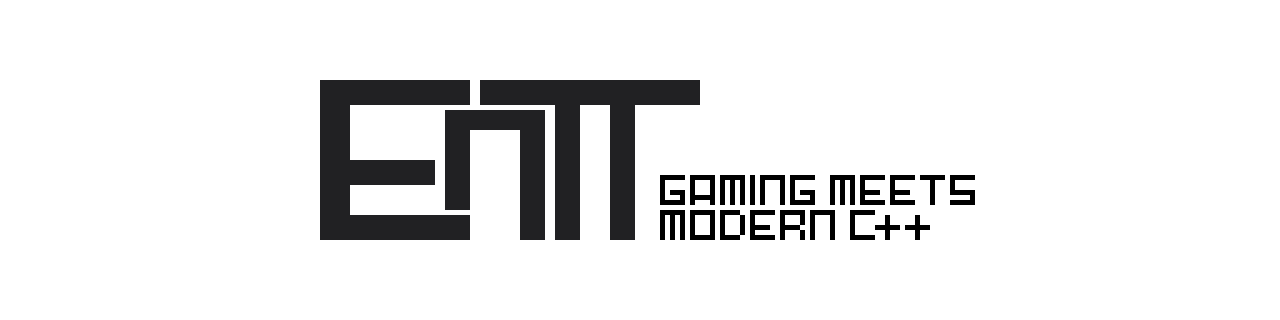 EnTT
GAMING MEETS
MODERN C++